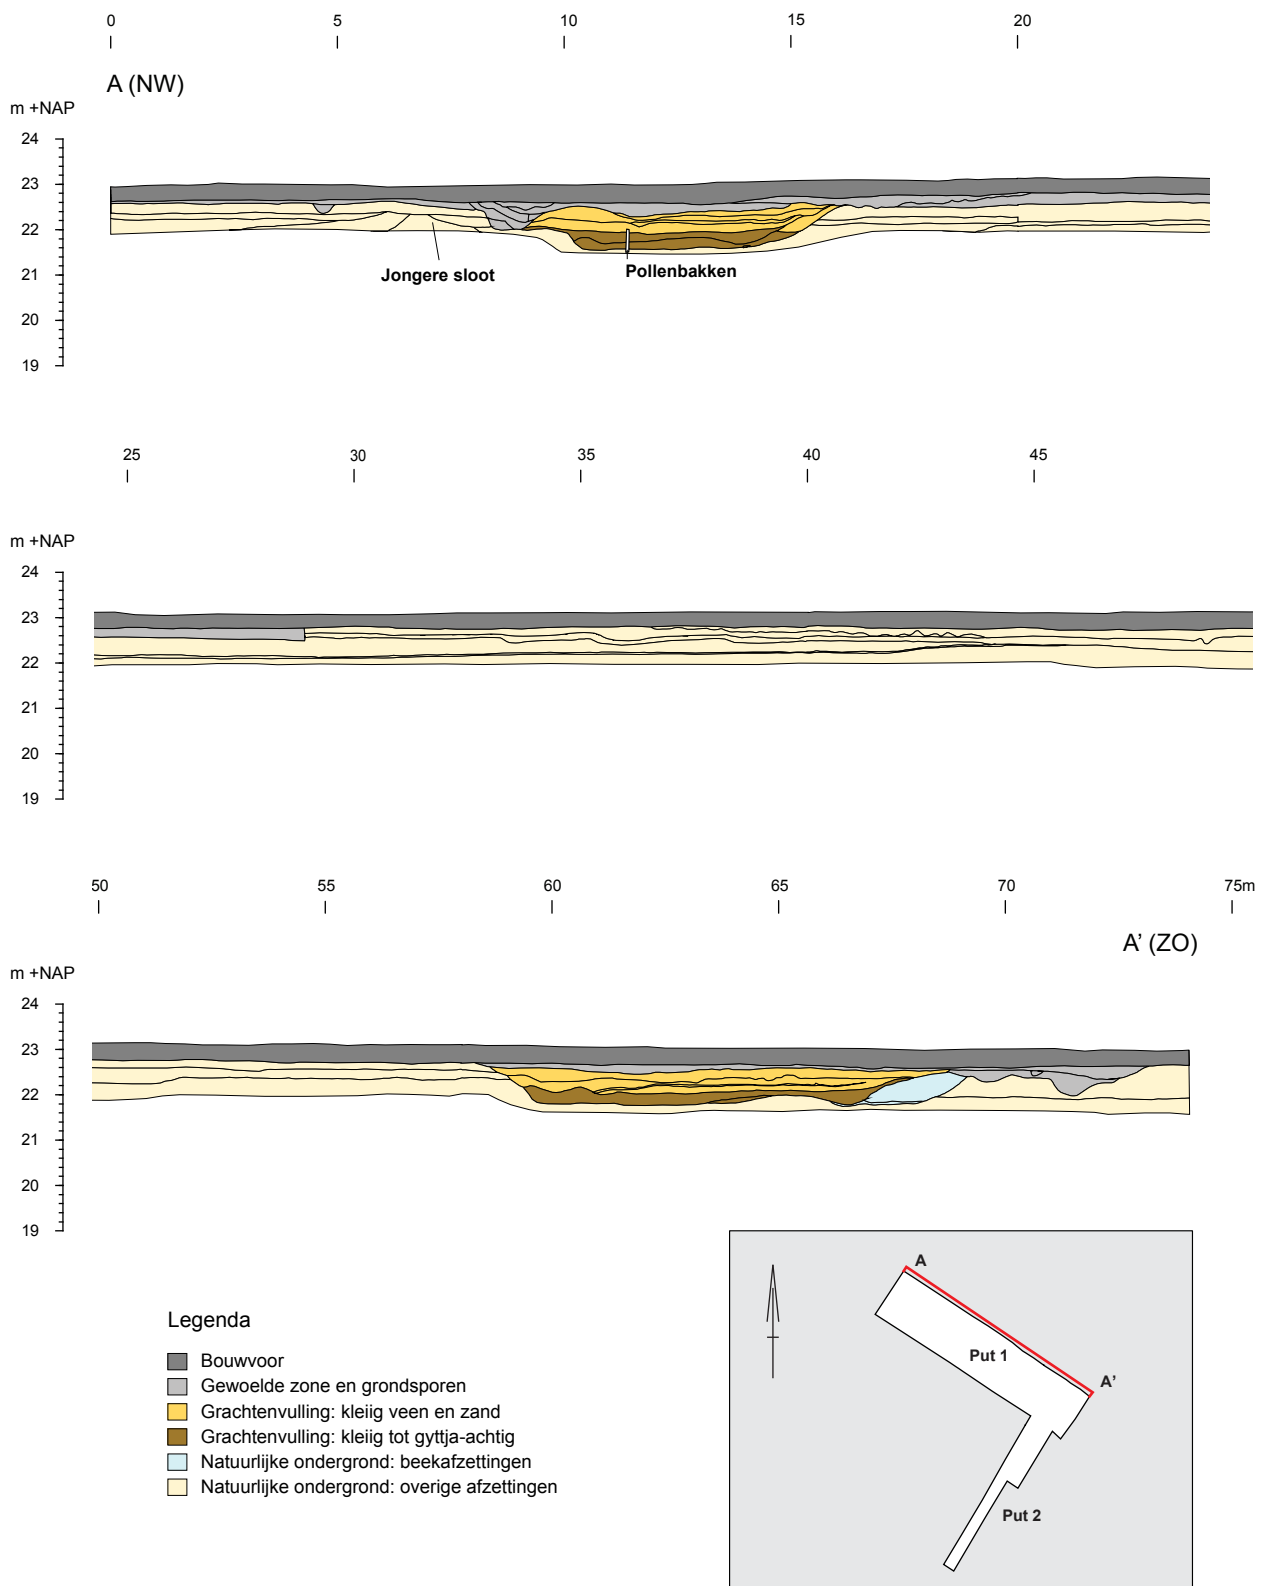 0 5 10 15 20
A (NW)
m +NAP
24
23
22
21
20
19
Jongere sloot
Pollenbakken
25 30 35 40 45
m +NAP
24
23
22
21
20
19
50 55 60 65 70 75m
A' (ZO)
m +NAP
24
23
22
21
20
19
Legenda
Bouwvoor
Gewoelde zone en grondsporen
Grachtenvulling: kleiig veen en zand
Grachtenvulling: kleiig tot gyttja-achtig
Natuurlijke ondergrond: beekafzettingen
Natuurlijke ondergrond: overige afzettingen
A
Put 1
A'
Put 2